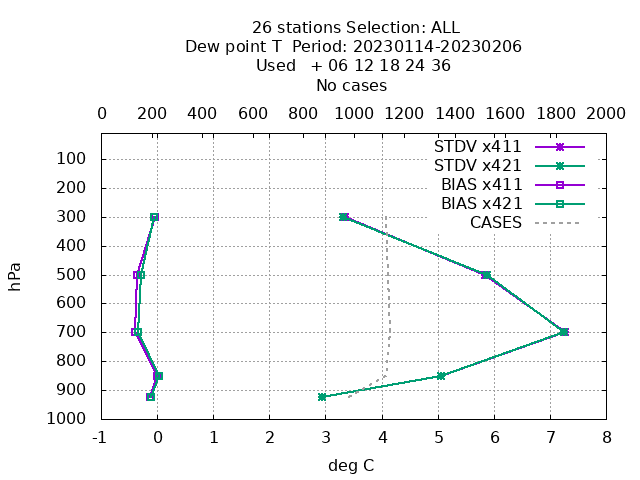 26 stations Selection: ALL
Dew point T  Period: 20230114-20230206
Used   + 06 12 18 24 36
No cases
0 200 400 600 800 1000 1200 1400 1600 1800 2000
STDV x411
STDV x421
BIAS x411
BIAS x421
CASES
100
200
300
400
500
600
700
800
900
1000
hPa
-1 0 1 2 3 4 5 6 7 8
deg C